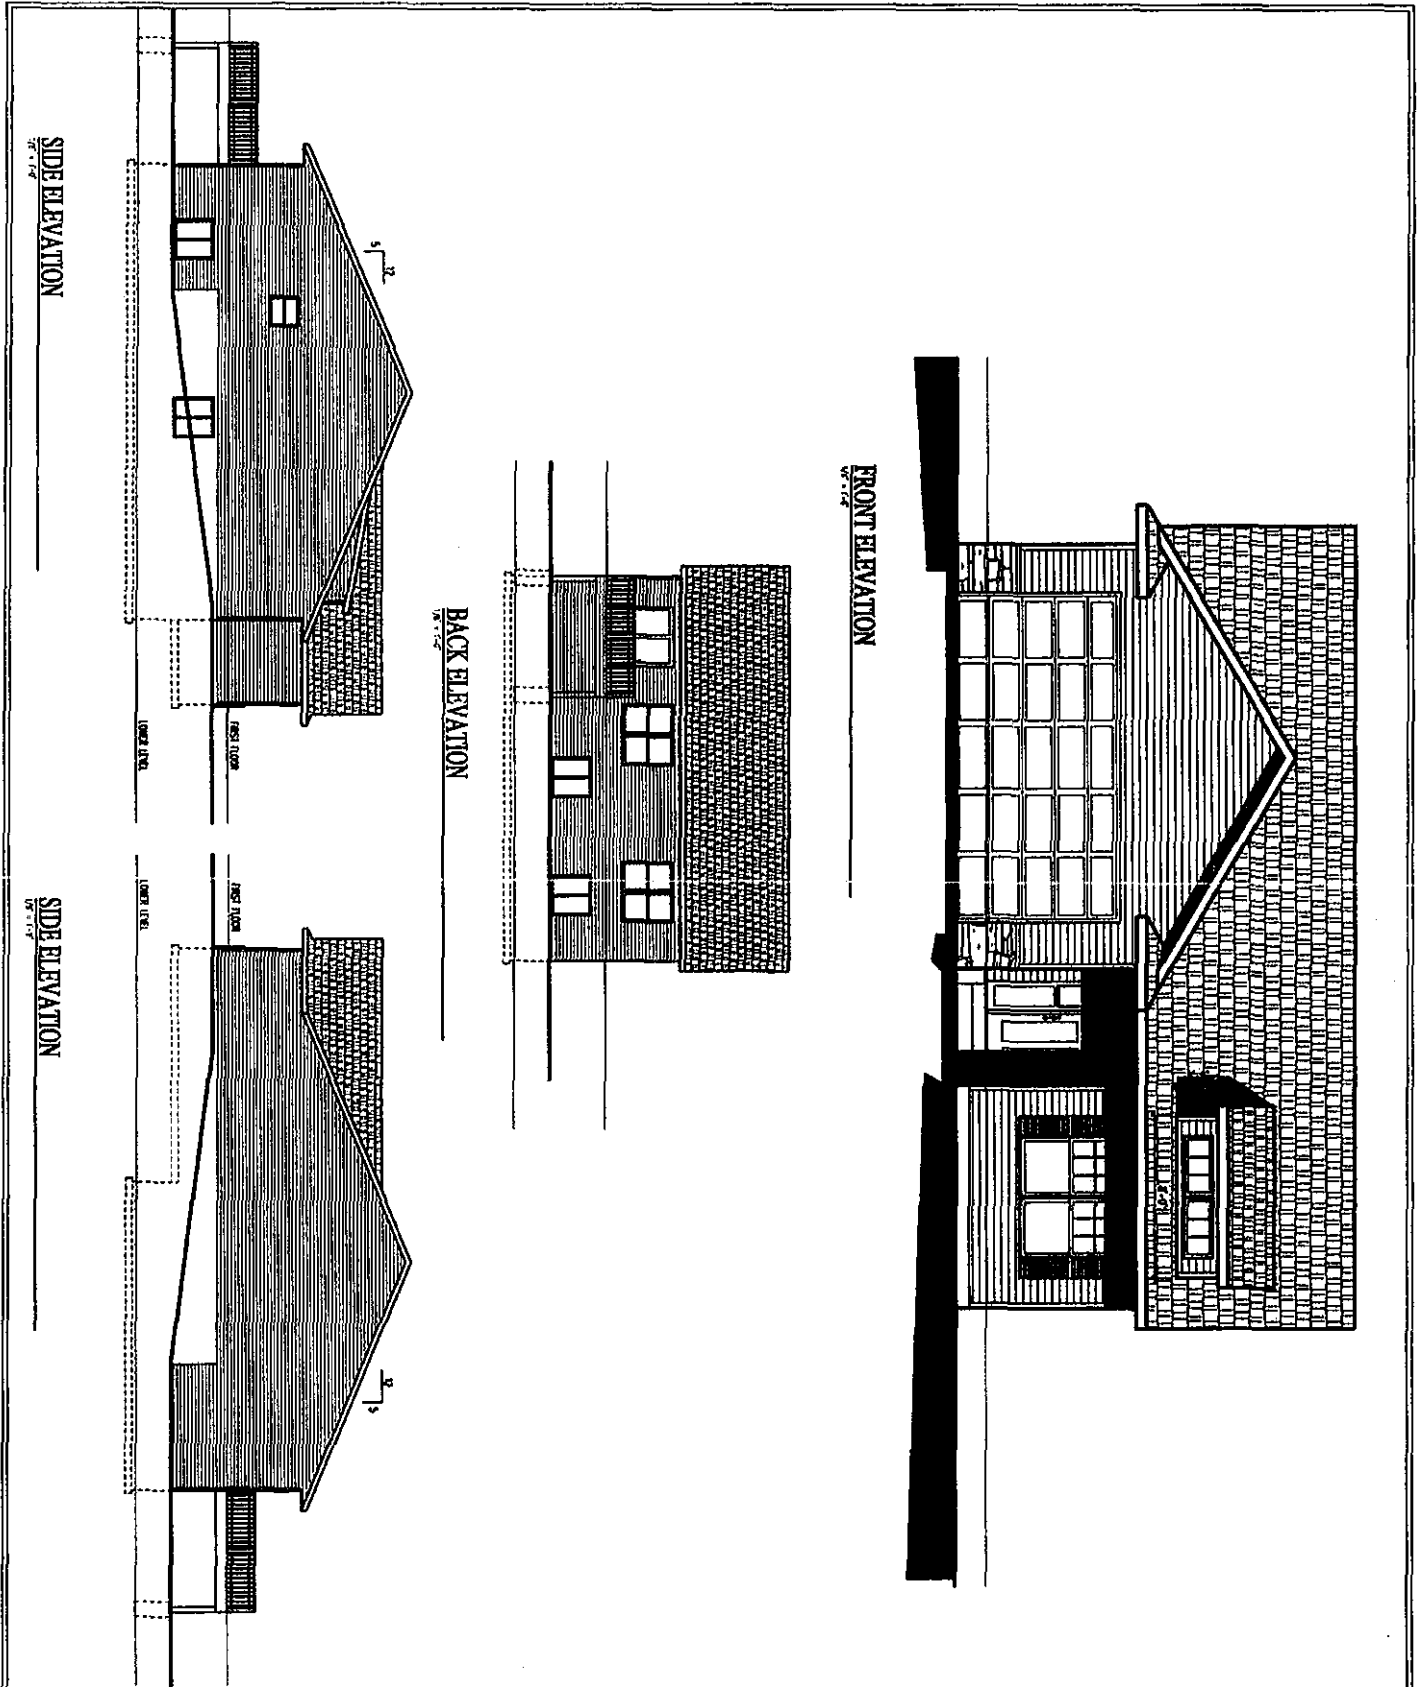 FRONT ELEVATION
BACK ELEVATION
SIDE ELEVATION
5
12
FIRST FLOOR
LOWER LEVEL
SIDE ELEVATION
FIRST FLOOR
LOWER LEVEL
12
5